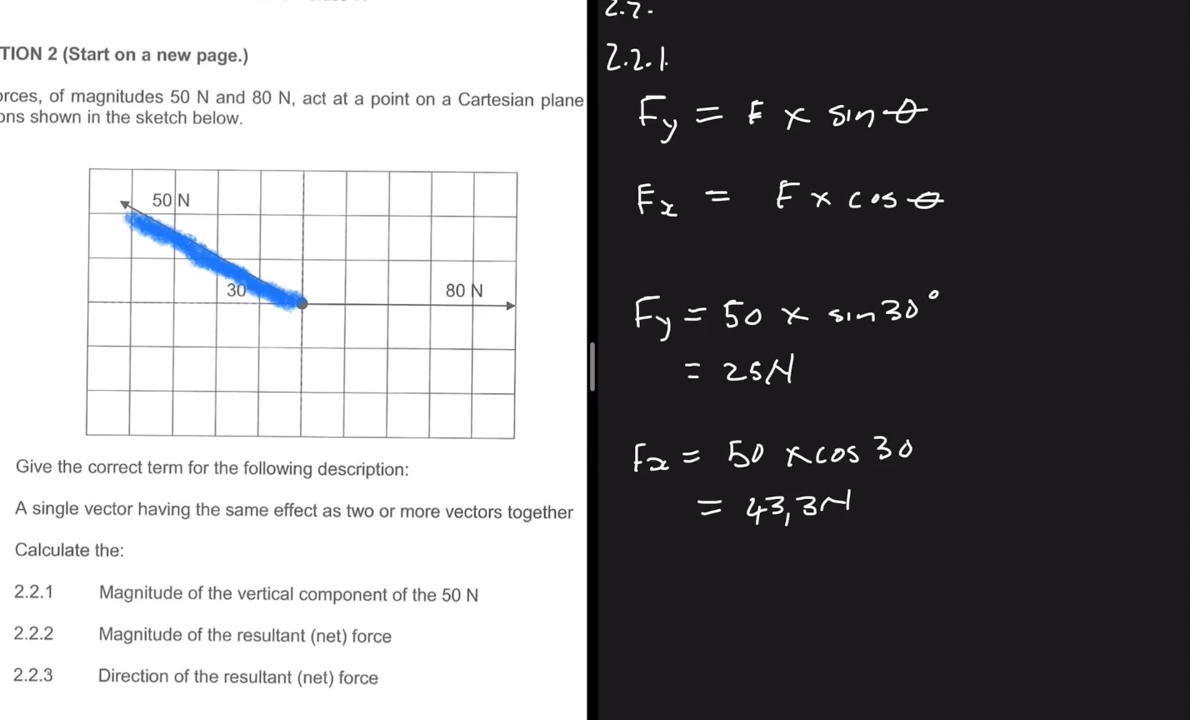 TION 2 (Start on a new page.)
orces, of magnitudes 50 N and 80 N, act at a point on a Cartesian plane
ons shown in the sketch below.
50 N
30
80 N
Give the correct term for the following description:
A single vector having the same effect as two or more vectors together
Calculate the:
2.2.1 Magnitude of the vertical component of the 50 N
2.2.2 Magnitude of the resultant (net) force
2.2.3 Direction of the resultant (net) force
2.2.1.
Fy = F x sin θ
Fx = F x cos θ
Fy = 50 x sin 30°
= 25N
Fx = 50 x cos 30
= 43,3N